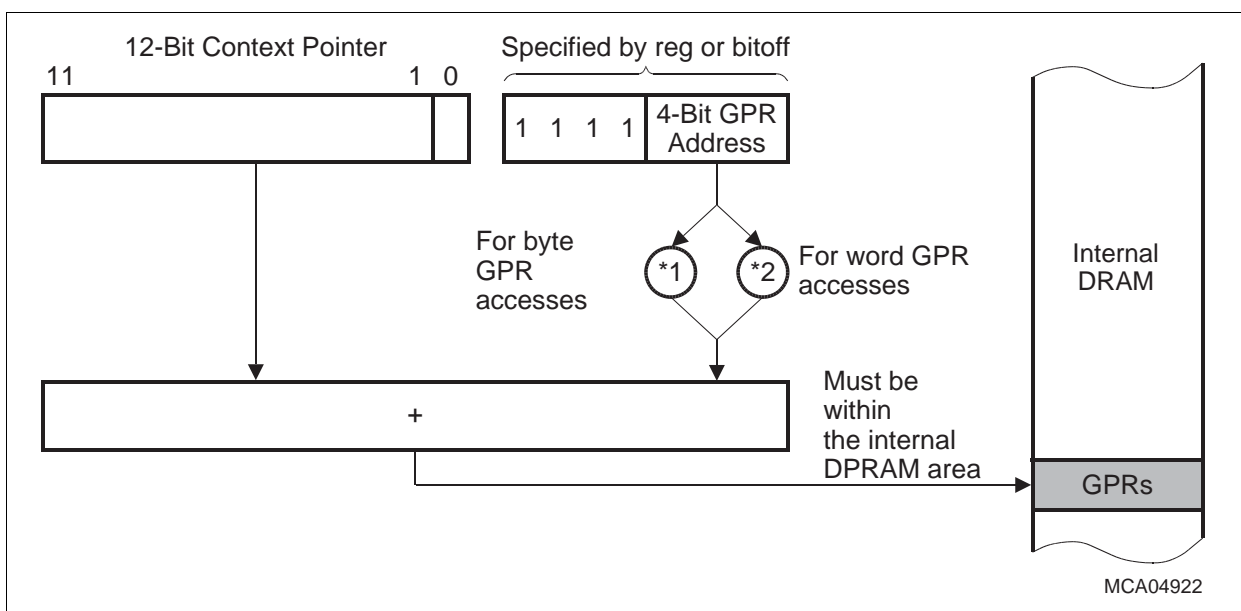 12-Bit Context Pointer
Specified by reg or bitoff
11 1 0
1 1 1 1
4-Bit GPR
Address
For byte
GPR
accesses
*1
*2
For word GPR
accesses
Internal
DRAM
+
Must be
within
the internal
DPRAM area
GPRs
MCA04922